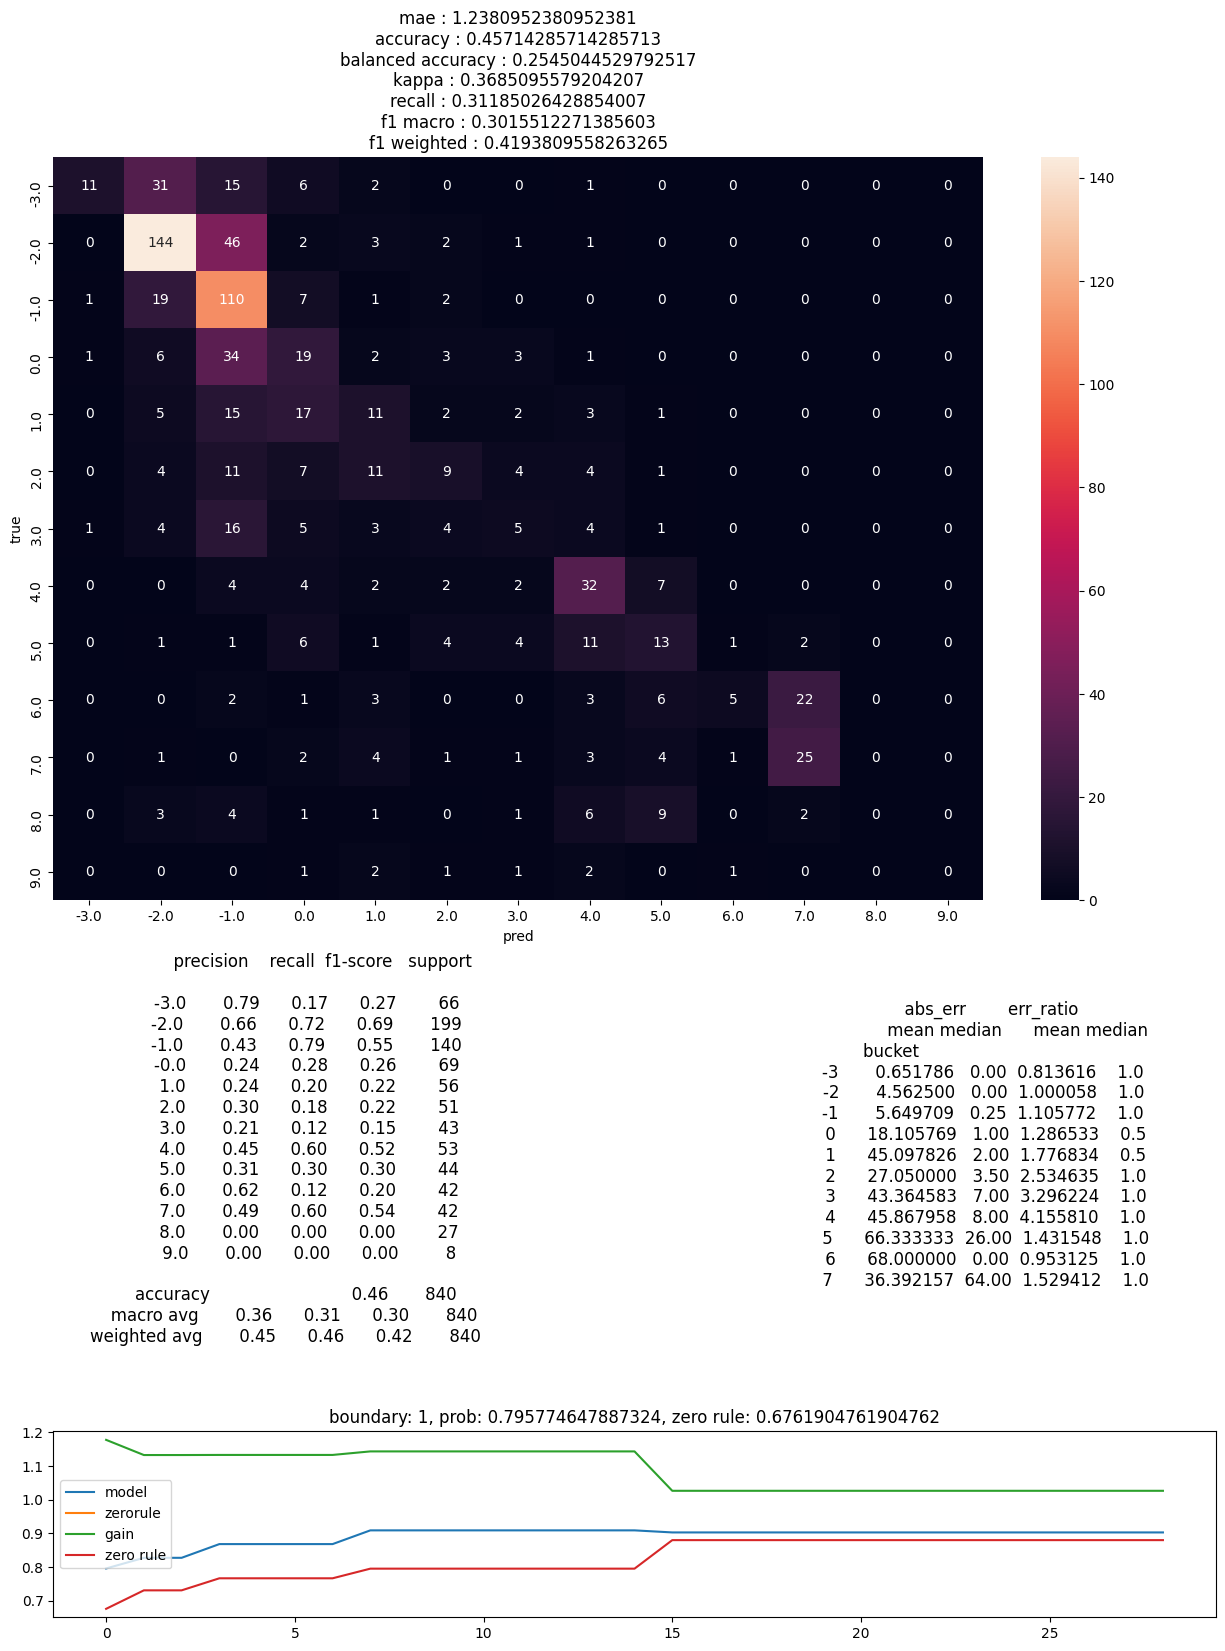 mae : 1.2380952380952381
accuracy : 0.45714285714285713
balanced accuracy : 0.2545044529792517
kappa : 0.3685095579204207
recall : 0.31185026428854007
f1 macro : 0.3015512271385603
f1 weighted : 0.4193809558263265
-3.0 11 31 15 6 2 0 0 1 0 0 0 0 0
-2.0 0 144 46 2 3 2 1 1 0 0 0 0 0
-1.0 1 19 110 7 1 2 0 0 0 0 0 0 0
0.0 1 6 34 19 2 3 3 1 0 0 0 0 0
1.0 0 5 15 17 11 2 2 3 1 0 0 0 0
2.0 0 4 11 7 11 9 4 4 1 0 0 0 0
3.0 1 4 16 5 3 4 5 4 1 0 0 0 0
4.0 0 0 4 4 2 2 2 32 7 0 0 0 0
5.0 0 1 1 6 1 4 4 11 13 1 2 0 0
6.0 0 0 2 1 3 0 0 3 6 5 22 0 0
7.0 0 1 0 2 4 1 1 3 4 1 25 0 0
8.0 0 3 4 1 1 0 1 6 9 0 2 0 0
9.0 0 0 0 1 2 1 1 2 0 1 0 0 0
true
-3.0 -2.0 -1.0 0.0 1.0 2.0 3.0 4.0 5.0 6.0 7.0 8.0 9.0
pred
140
120
100
80
60
40
20
0
precision recall f1-score support
-3.0 0.79 0.17 0.27 66
-2.0 0.66 0.72 0.69 199
-1.0 0.43 0.79 0.55 140
-0.0 0.24 0.28 0.26 69
1.0 0.24 0.20 0.22 56
2.0 0.30 0.18 0.22 51
3.0 0.21 0.12 0.15 43
4.0 0.45 0.60 0.52 53
5.0 0.31 0.30 0.30 44
6.0 0.62 0.12 0.20 42
7.0 0.49 0.60 0.54 42
8.0 0.00 0.00 0.00 27
9.0 0.00 0.00 0.00 8
accuracy 0.46 840
macro avg 0.36 0.31 0.30 840
weighted avg 0.45 0.46 0.42 840
abs_err err_ratio
mean median mean median
bucket
-3 0.651786 0.00 0.813616 1.0
-2 4.562500 0.00 1.000058 1.0
-1 5.649709 0.25 1.105772 1.0
0 18.105769 1.00 1.286533 0.5
1 45.097826 2.00 1.776834 0.5
2 27.050000 3.50 2.534635 1.0
3 43.364583 7.00 3.296224 1.0
4 45.867958 8.00 4.155810 1.0
5 66.333333 26.00 1.431548 1.0
6 68.000000 0.00 0.953125 1.0
7 36.392157 64.00 1.529412 1.0
boundary: 1, prob: 0.795774647887324, zero rule: 0.6761904761904762
1.2
1.1
1.0
0.9
0.8
0.7
model
zerorule
gain
zero rule
0 5 10 15 20 25